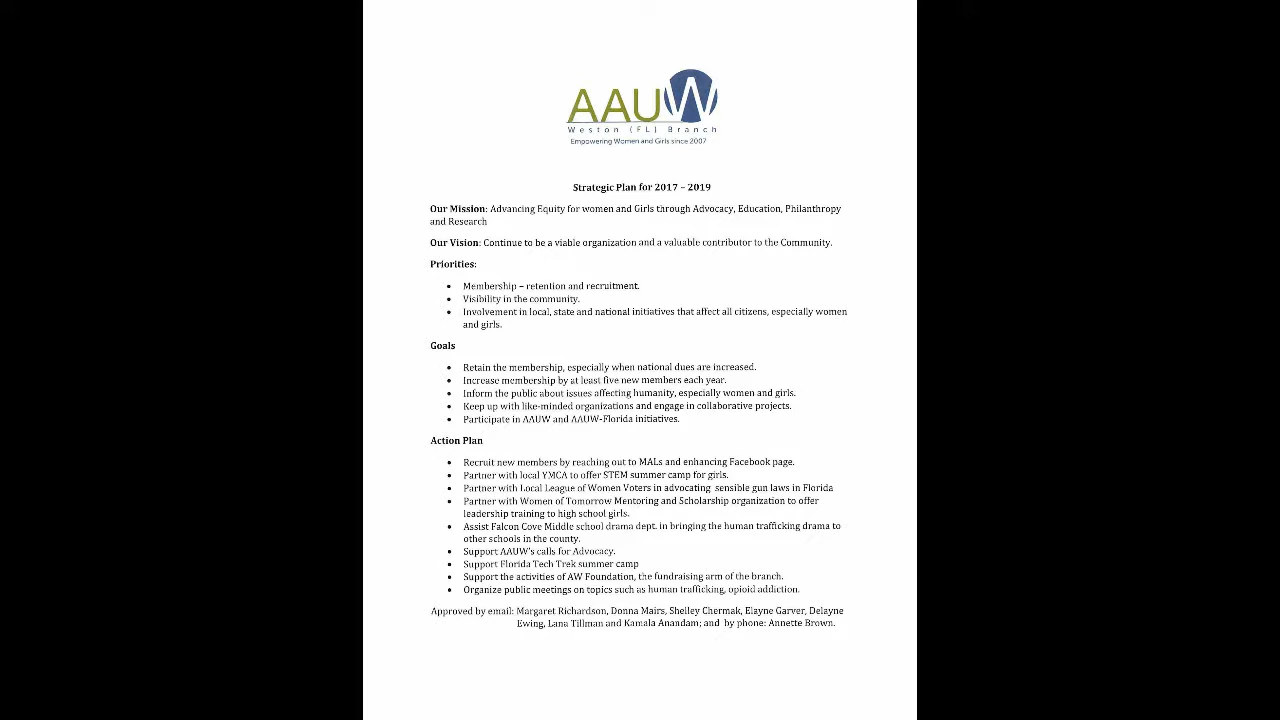 AAUW
Weston (FL) Branch
Empowering Women and Girls since 2007
Strategic Plan for 2017 – 2019
Our Mission: Advancing Equity for women and Girls through Advocacy, Education, Philanthropy
and Research
Our Vision: Continue to be a viable organization and a valuable contributor to the Community.
Priorities:
• Membership – retention and recruitment.
• Visibility in the community.
• Involvement in local, state and national initiatives that affect all citizens, especially women
and girls.
Goals
• Retain the membership, especially when national dues are increased.
• Increase membership by at least five new members each year.
• Inform the public about issues affecting humanity, especially women and girls.
• Keep up with like-minded organizations and engage in collaborative projects.
• Participate in AAUW and AAUW-Florida initiatives.
Action Plan
• Recruit new members by reaching out to MALs and enhancing Facebook page.
• Partner with local YMCA to offer STEM summer camp for girls.
• Partner with Local League of Women Voters in advocating sensible gun laws in Florida
• Partner with Women of Tomorrow Mentoring and Scholarship organization to offer
leadership training to high school girls.
• Assist Falcon Cove Middle school drama dept. in bringing the human trafficking drama to
other schools in the county.
• Support AAUW's calls for Advocacy.
• Support Florida Tech Trek summer camp
• Support the activities of AW Foundation, the fundraising arm of the branch.
• Organize public meetings on topics such as human trafficking, opioid addiction.
Approved by email: Margaret Richardson, Donna Mairs, Shelley Chermak, Elayne Garver, Delayne
Ewing, Lana Tillman and Kamala Anandam; and by phone: Annette Brown.